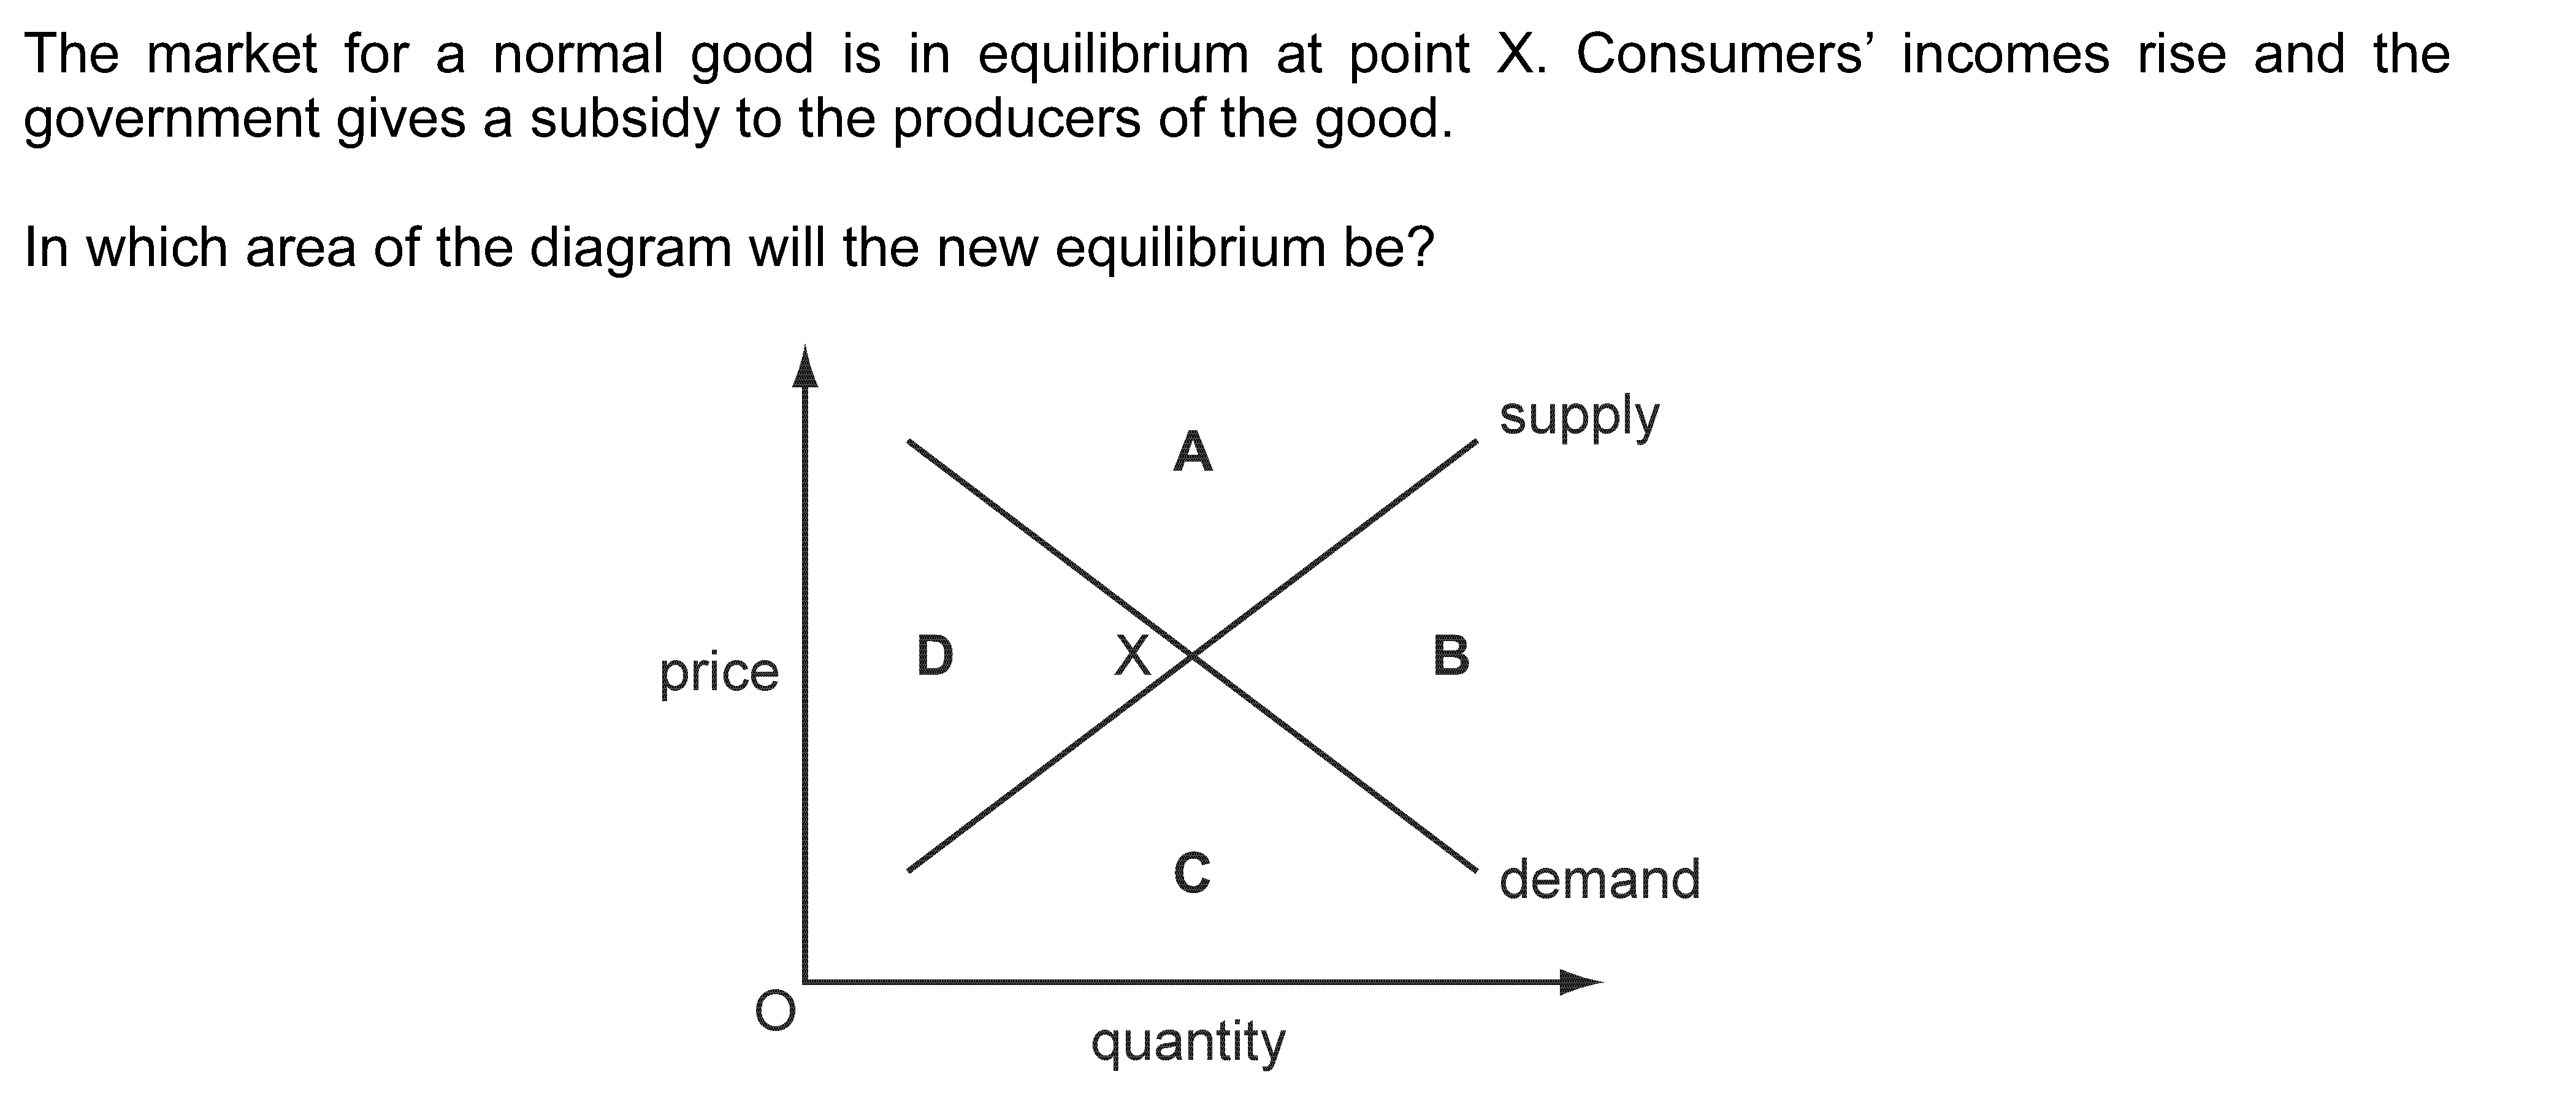 The market for a normal good is in equilibrium at point X. Consumers’ incomes rise and the
government gives a subsidy to the producers of the good.
In which area of the diagram will the new equilibrium be?
supply
A
D
X
B
price
C
demand
O
quantity